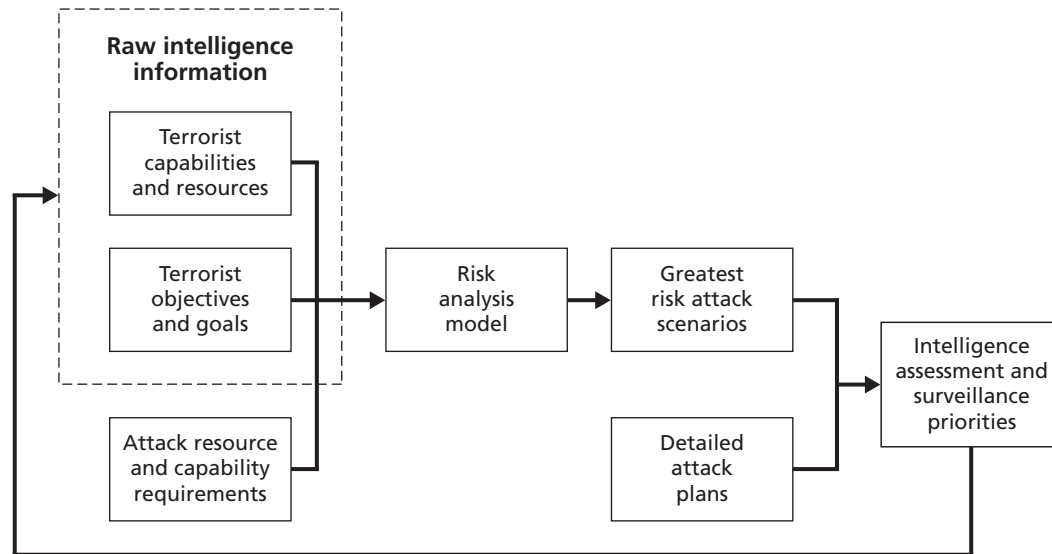 Raw intelligence
information
Terrorist
capabilities
and resources
Terrorist
objectives
and goals
Attack resource
and capability
requirements
Risk
analysis
model
Greatest
risk attack
scenarios
Detailed
attack
plans
Intelligence
assessment and
surveillance
priorities